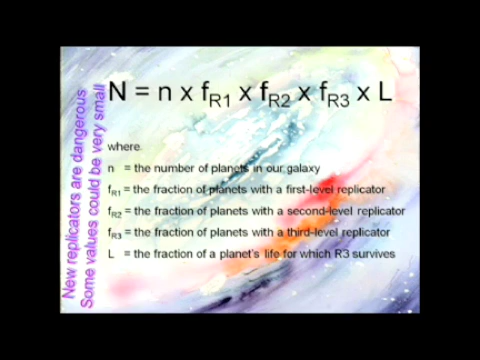 New replicators are dangerous
Some values could be very small
N = n x fR1 x fR2 x fR3 x L
where.
n = the number of planets in our galaxy
fR1 = the fraction of planets with a first-level replicator
fR2 = the fraction of planets with a second-level replicator
fR3 = the fraction of planets with a third-level replicator
L = the fraction of a planet's life for which R3 survives